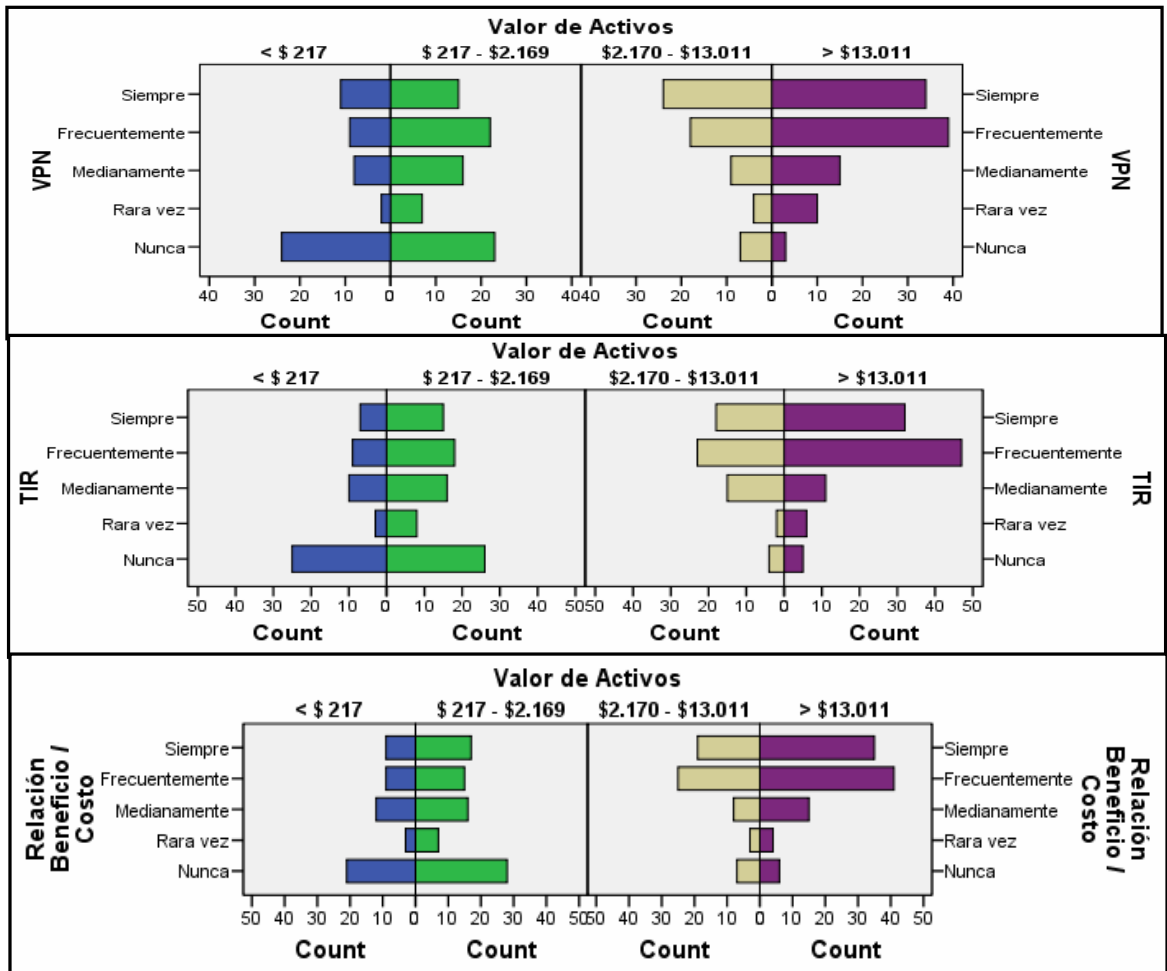 Valor de Activos
< $ 217 $ 217 - $2.169 $2.170 - $13.011 > $13.011
VPN
Siempre Siempre
Frecuentemente Frecuentemente
Medianamente Medianamente
Rara vez Rara vez
Nunca Nunca
VPN
40 30 20 10 0 10 20 30 40 40 30 20 10 0 10 20 30 40
Count Count Count Count
Valor de Activos
< $ 217 $ 217 - $2.169 $2.170 - $13.011 > $13.011
TIR
Siempre Siempre
Frecuentemente Frecuentemente
Medianamente Medianamente
Rara vez Rara vez
Nunca Nunca
TIR
50 40 30 20 10 0 10 20 30 40 50 50 40 30 20 10 0 10 20 30 40 50
Count Count Count Count
Valor de Activos
< $ 217 $ 217 - $2.169 $2.170 - $13.011 > $13.011
Relación
Beneficio /
Costo
Siempre Siempre
Frecuentemente Frecuentemente
Medianamente Medianamente
Rara vez Rara vez
Nunca Nunca
Relación
Beneficio /
Costo
50 40 30 20 10 0 10 20 30 40 50 50 40 30 20 10 0 10 20 30 40 50
Count Count Count Count